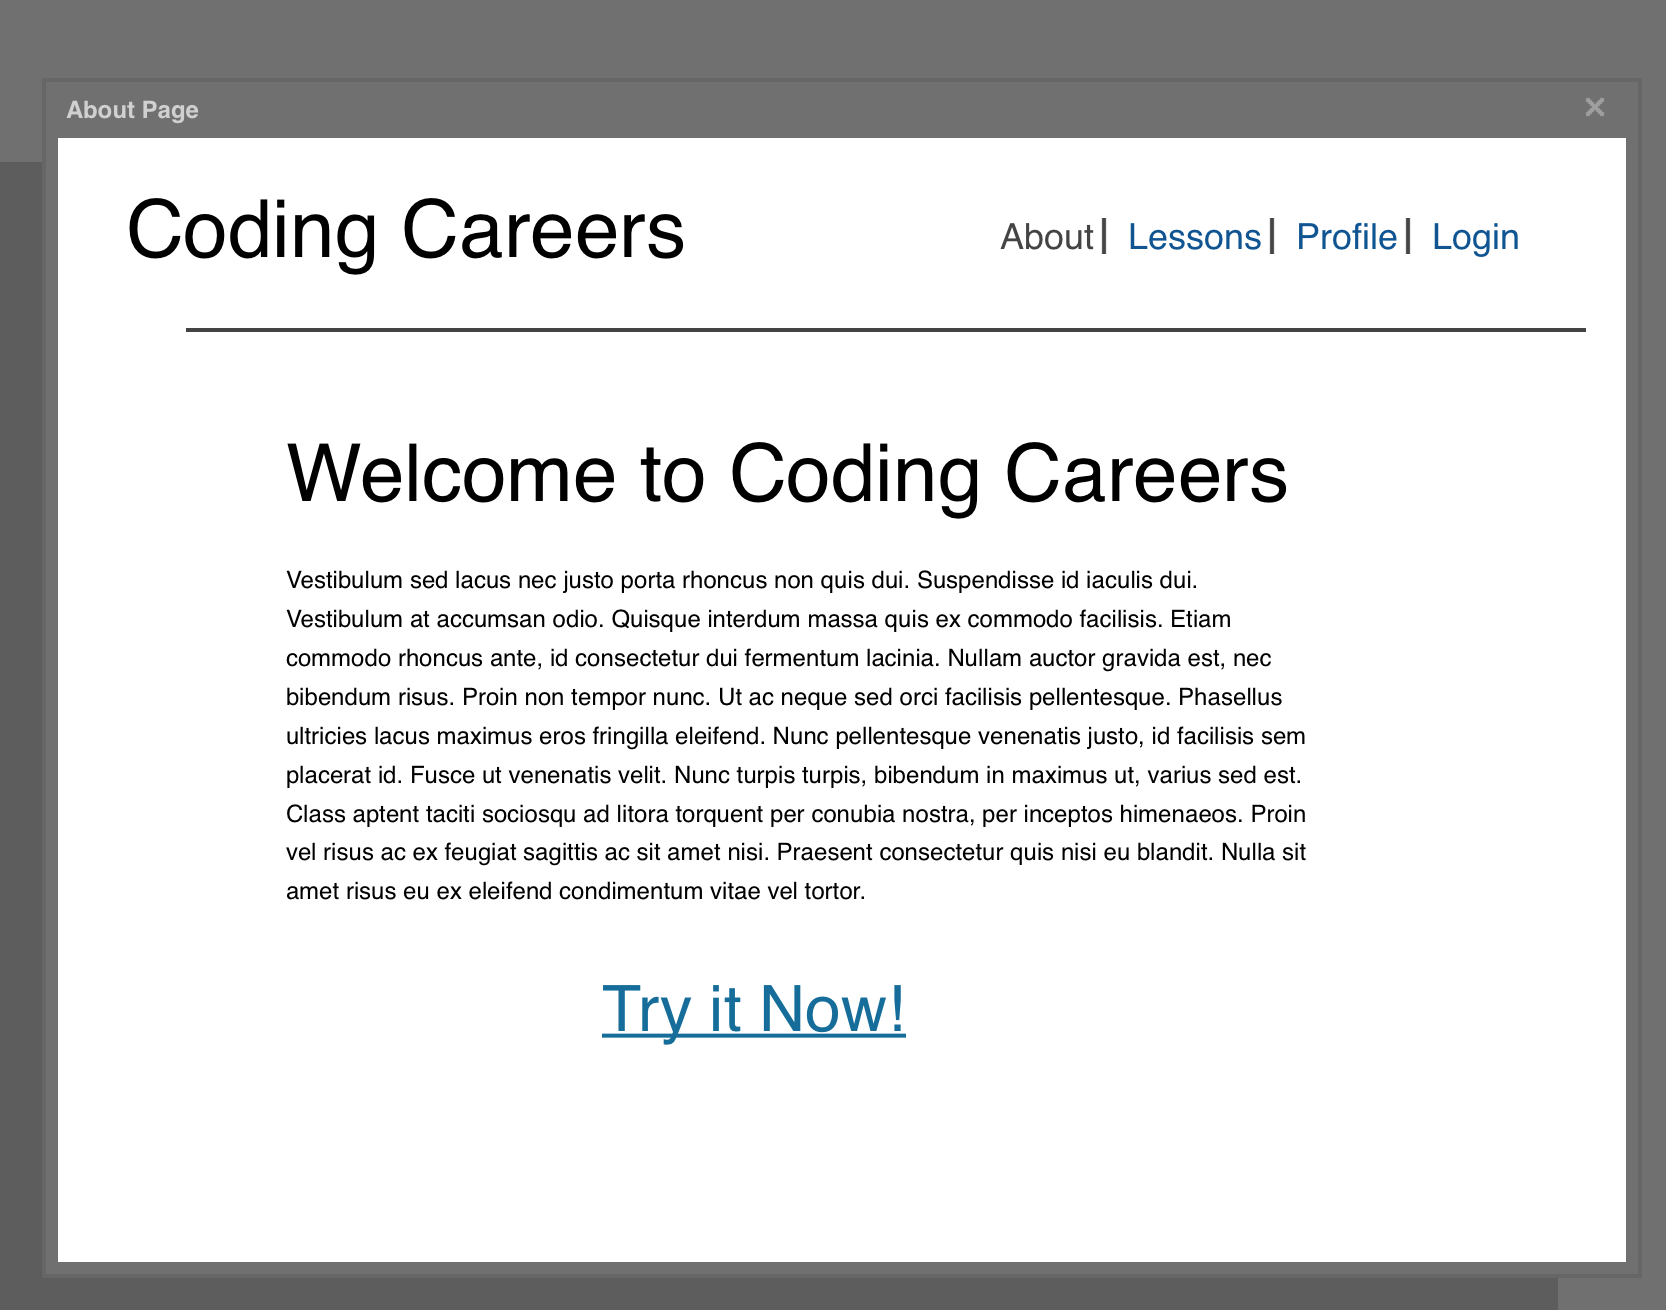 About Page
Coding Careers
About | Lessons | Profile | Login
Welcome to Coding Careers
Vestibulum sed lacus nec justo porta rhoncus non quis dui. Suspendisse id iaculis dui.
Vestibulum at accumsan odio. Quisque interdum massa quis ex commodo facilisis. Etiam
commodo rhoncus ante, id consectetur dui fermentum lacinia. Nullam auctor gravida est, nec
bibendum risus. Proin non tempor nunc. Ut ac neque sed orci facilisis pellentesque. Phasellus
ultricies lacus maximus eros fringilla eleifend. Nunc pellentesque venenatis justo, id facilisis sem
placerat id. Fusce ut venenatis velit. Nunc turpis turpis, bibendum in maximus ut, varius sed est.
Class aptent taciti sociosqu ad litora torquent per conubia nostra, per inceptos himenaeos. Proin
vel risus ac ex feugiat sagittis ac sit amet nisi. Praesent consectetur quis nisi eu blandit. Nulla sit
amet risus eu ex eleifend condimentum vitae vel tortor.
Try it Now!